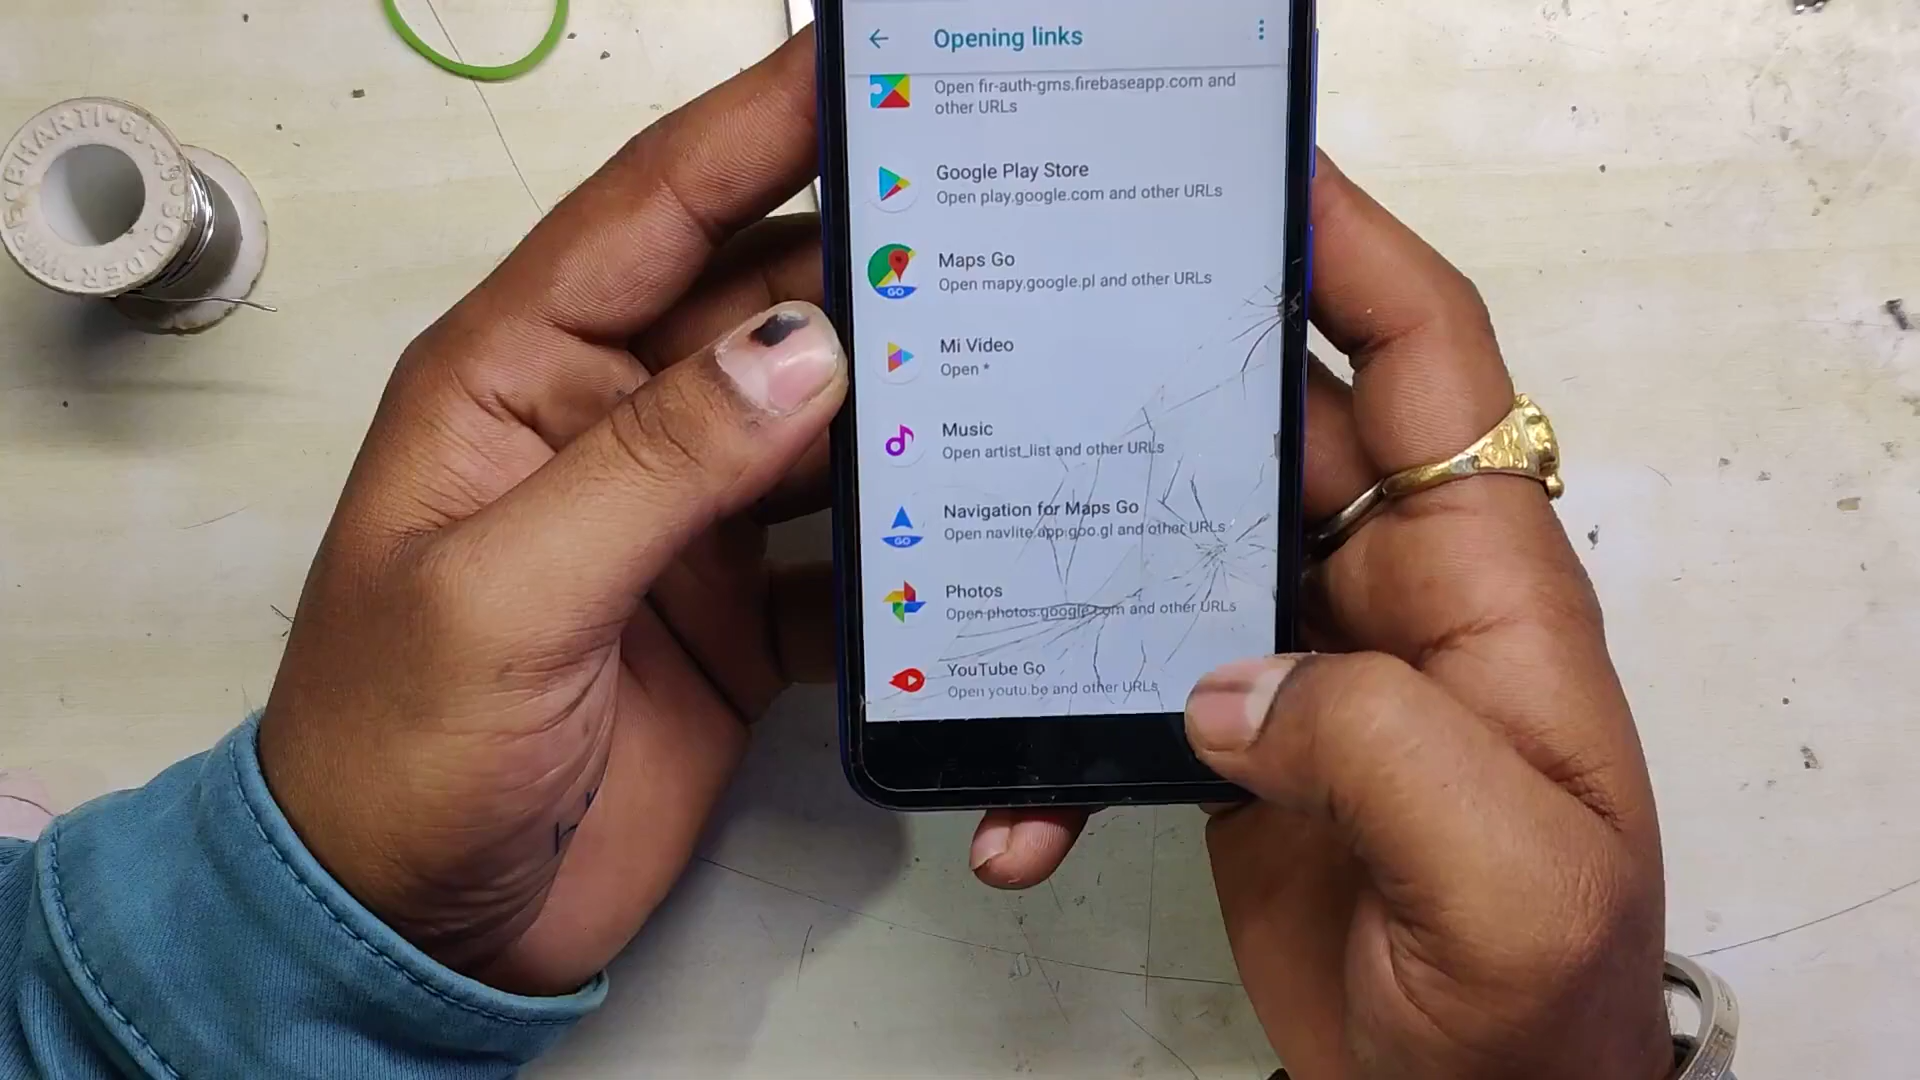 Opening links
Open fir-auth-gms.firebaseapp.com and
other URLs
Google Play Store
Open play.google.com and other URLs
Maps Go
Open mapy.google.pl and other URLs
GO
Mi Video
Open *
Music
Open artist_list and other URLs
Navigation for Maps Go
Open navlite.app.goo.gl and other URLs
GO
Photos
Open photos.google.com and other URLs
YouTube Go
Open youtu.be and other URLs
SOLDER